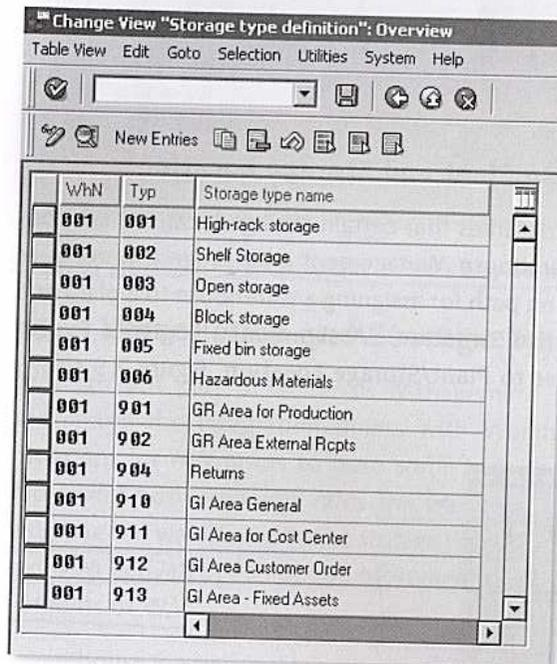 Change View "Storage type definition": Overview
Table View Edit Goto Selection Utilities System Help
New Entries
WhN Typ Storage type name
001 001 High-rack storage
001 002 Shelf Storage
001 003 Open storage
001 004 Block storage
001 005 Fixed bin storage
001 006 Hazardous Materials
001 901 GR Area for Production
001 902 GR Area External Rcpts
001 904 Returns
001 910 GI Area General
001 911 GI Area for Cost Center
001 912 GI Area Customer Order
001 913 GI Area - Fixed Assets